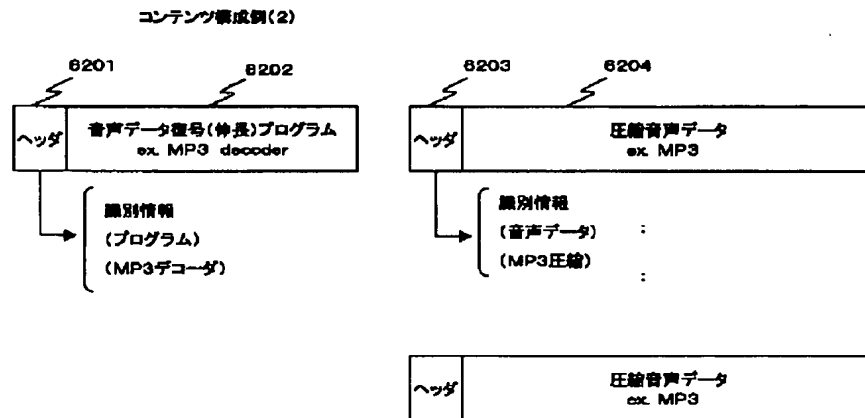 コンテンツ構成例(2)
6201
6202
6203
6204
ヘッダ
音声データ復号(伸長)プログラム
ex. MP3 decoder
ヘッダ
圧縮音声データ
ex. MP3
識別情報
(プログラム)
(MP3デコーダ)
識別情報
(音声データ) :
(MP3圧縮)
:
ヘッダ
圧縮音声データ
ex. MP3